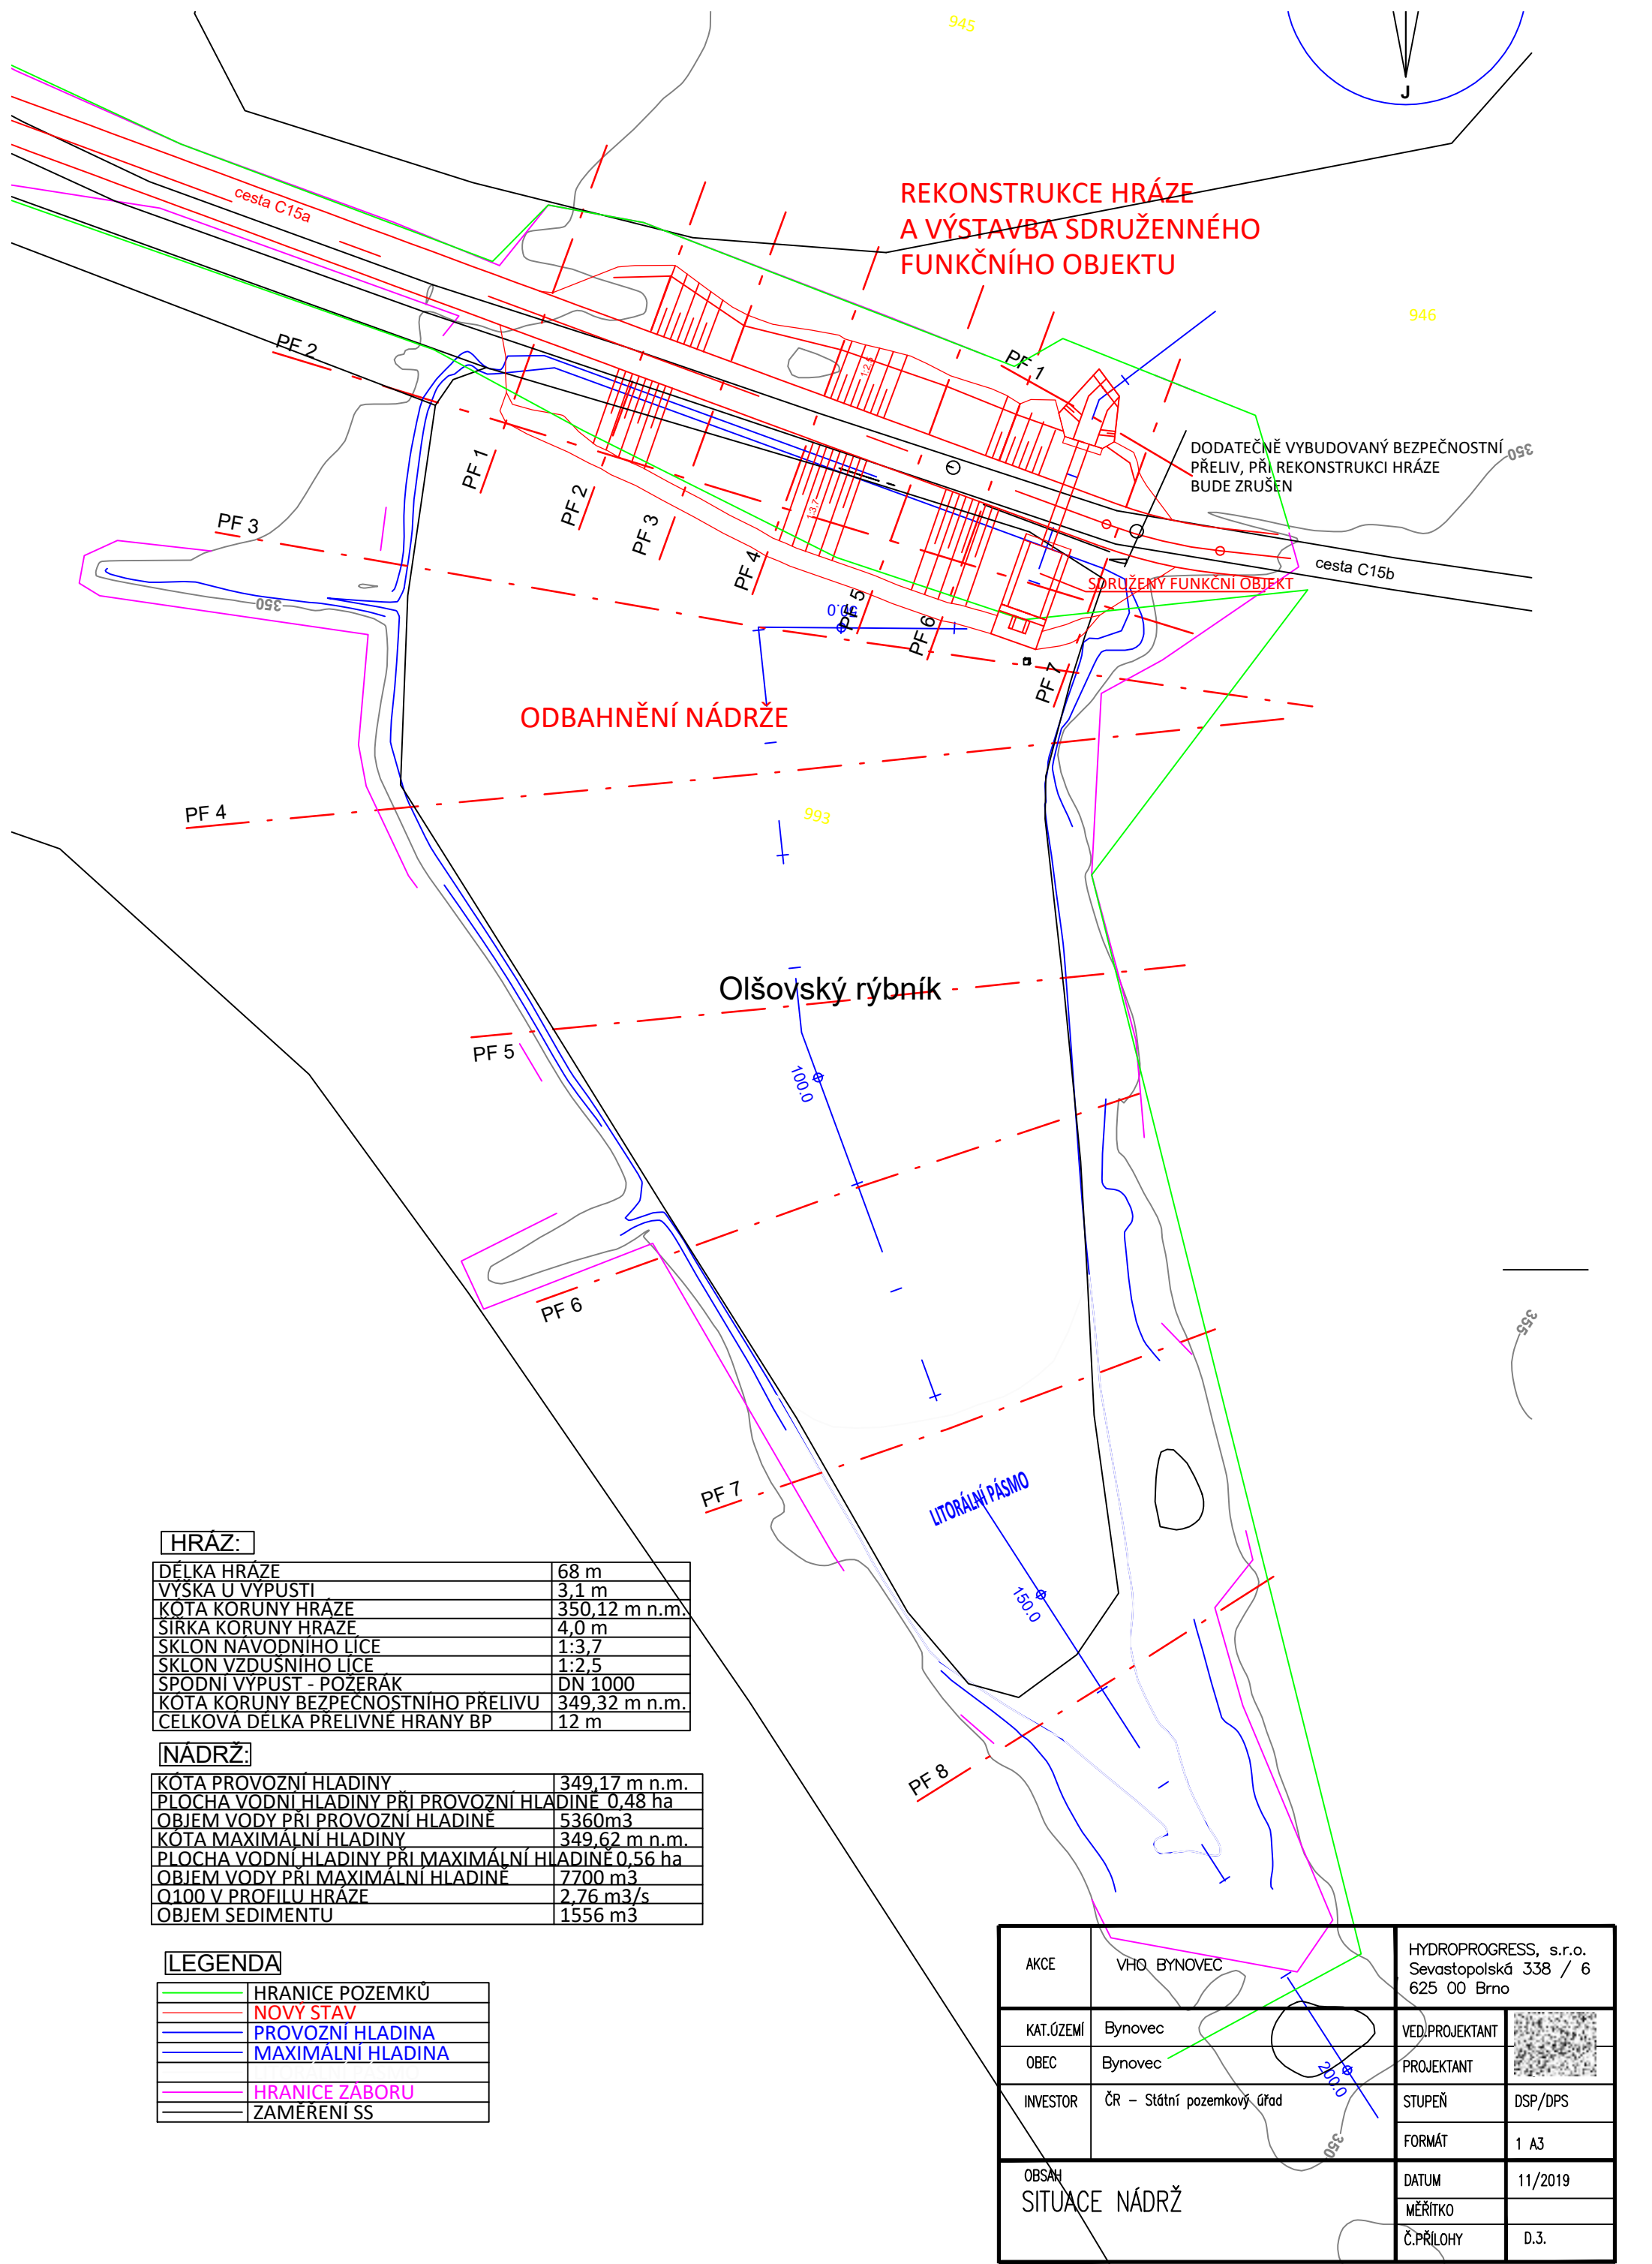 945
J
REKONSTRUKCE HRÁZE
A VÝSTAVBA SDRUŽENNÉHO
FUNKČNÍHO OBJEKTU
cesta C15a
946
PF 2
PF 1
1:2,5
DODATEČNĚ VYBUDOVANÝ BEZPEČNOSTNÍ
PŘELIV, PŘI REKONSTRUKCI HRÁZE
BUDE ZRUŠEN
350
PF 1
PF 2
PF 3
PF 3
PF 4
1:3,7
cesta C15b
SDRUŽENÝ FUNKČNÍ OBJEKT
350
50.0
PF 5
PF 6
PF 7
ODBAHNĚNÍ NÁDRŽE
PF 4
993
Olšovský rýbník
PF 5
100.0
PF 6
355
PF 7
LITORÁLNÍ PÁSMO
150.0
PF 8
HRÁZ:
DÉLKA HRÁZE 68 m
VÝŠKA U VÝPUSTI 3,1 m
KÓTA KORUNY HRÁZE 350,12 m n.m.
ŠÍŘKA KORUNY HRÁZE 4,0 m
SKLON NÁVODNÍHO LÍCE 1:3,7
SKLON VZDUŠNÍHO LÍCE 1:2,5
SPODNÍ VÝPUST - POŽERÁK DN 1000
KÓTA KORUNY BEZPEČNOSTNÍHO PŘELIVU 349,32 m n.m.
CELKOVÁ DÉLKA PŘELIVNÉ HRANY BP 12 m
NÁDRŽ:
KÓTA PROVOZNÍ HLADINY 349,17 m n.m.
PLOCHA VODNÍ HLADINY PŘI PROVOZNÍ HLADINĚ 0,48 ha
OBJEM VODY PŘI PROVOZNÍ HLADINĚ 5360m3
KÓTA MAXIMÁLNÍ HLADINY 349,62 m n.m.
PLOCHA VODNÍ HLADINY PŘI MAXIMÁLNÍ HLADINĚ 0,56 ha
OBJEM VODY PŘI MAXIMÁLNÍ HLADINĚ 7700 m3
Q100 V PROFILU HRÁZE 2,76 m3/s
OBJEM SEDIMENTU 1556 m3
LEGENDA
HRANICE POZEMKŮ
NOVÝ STAV
PROVOZNÍ HLADINA
MAXIMÁLNÍ HLADINA
HRANICE ZÁBORU
ZAMĚŘENÍ SS
AKCE VHO BYNOVEC
HYDROPROGRESS, s.r.o.
Sevastopolská 338 / 6
625 00 Brno
KAT.ÚZEMÍ Bynovec VED.PROJEKTANT
OBEC Bynovec PROJEKTANT
200.0
INVESTOR ČR – Státní pozemkový úřad STUPEŇ DSP/DPS
FORMÁT 1 A3
350
OBSAH
SITUACE NÁDRŽ
DATUM 11/2019
MĚŘÍTKO
Č.PŘÍLOHY D.3.